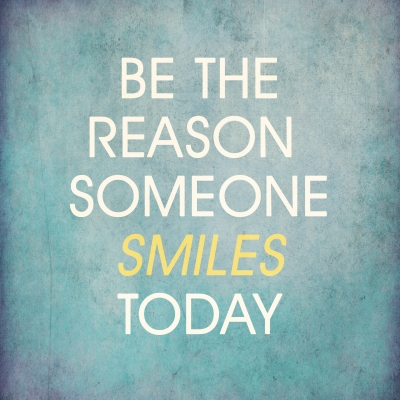 BE THE
REASON
SOMEONE
SMILES
TODAY